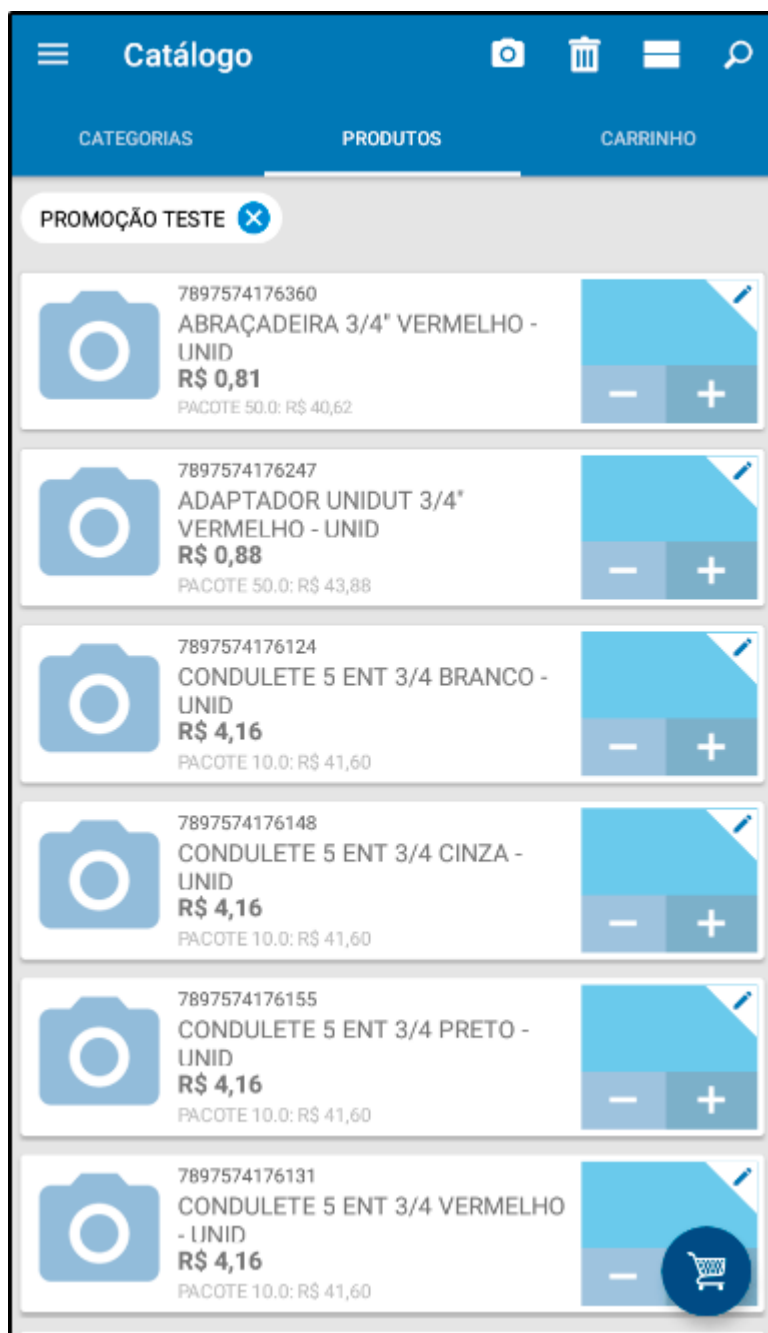 Catálogo
CATEGORIAS PRODUTOS CARRINHO
PROMOÇÃO TESTE
7897574176360
ABRAÇADEIRA 3/4" VERMELHO -
UNID
R$ 0,81
PACOTE 50.0: R$ 40,62
7897574176247
ADAPTADOR UNIDUT 3/4"
VERMELHO - UNID
R$ 0,88
PACOTE 50.0: R$ 43,88
7897574176124
CONDULETE 5 ENT 3/4 BRANCO -
UNID
R$ 4,16
PACOTE 10.0: R$ 41,60
7897574176148
CONDULETE 5 ENT 3/4 CINZA -
UNID
R$ 4,16
PACOTE 10.0: R$ 41,60
7897574176155
CONDULETE 5 ENT 3/4 PRETO -
UNID
R$ 4,16
PACOTE 10.0: R$ 41,60
7897574176131
CONDULETE 5 ENT 3/4 VERMELHO
- UNID
R$ 4,16
PACOTE 10.0: R$ 41,60